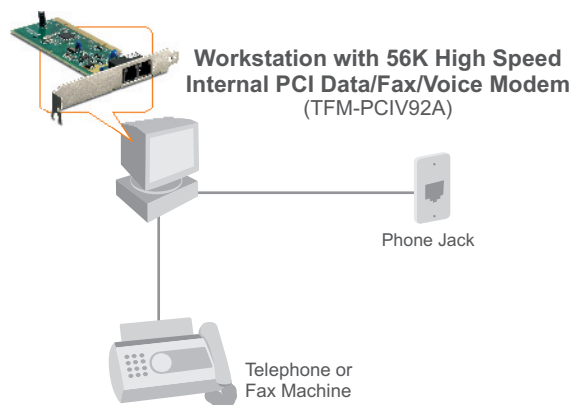 Workstation with 56K High Speed
Internal PCI Data/Fax/Voice Modem
(TFM-PCIV92A)
Phone Jack
Telephone or
Fax Machine